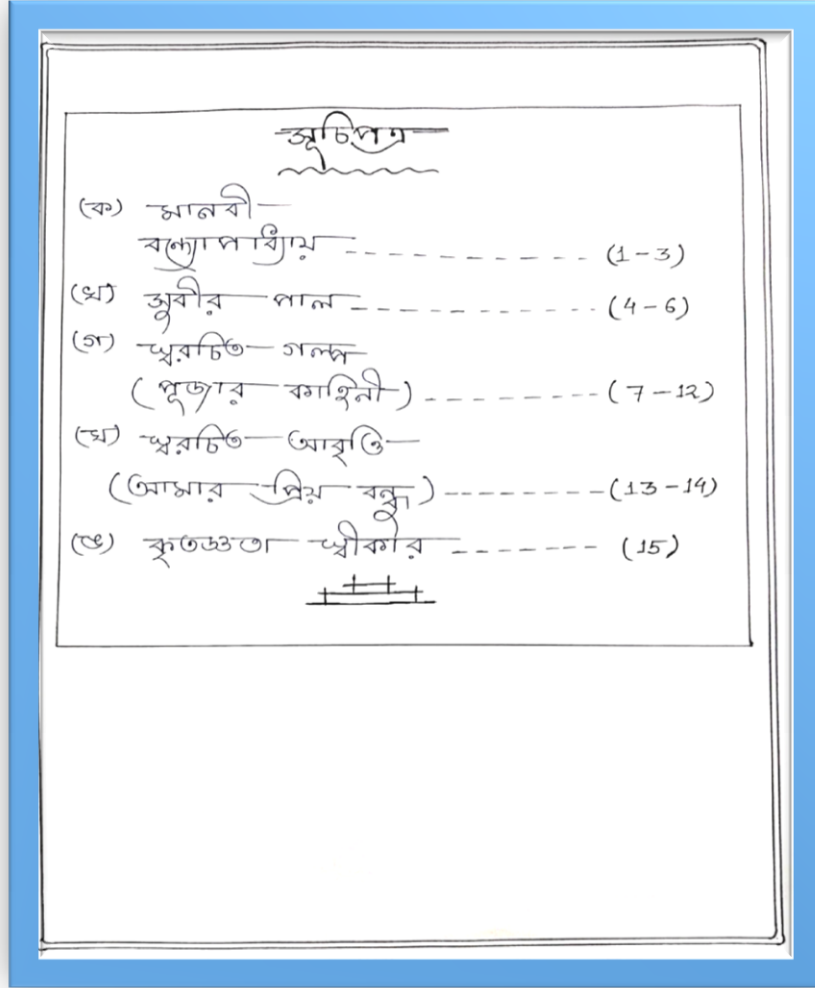 সূচিপত্র
(ক) মানবী
বন্দ্যোপাধ্যায় ------------ (1-3)
(খ) সুবীর পাল ------------ (4-6)
(গ) স্বরচিত গল্প
(পূজার কাহিনী) --------- (7-12)
(ঘ) স্বরচিত আবৃত্তি
(আমার প্রিয় বন্ধু) --------- (13-14)
(ঙ) কৃতজ্ঞতা স্বীকার ------- (15)